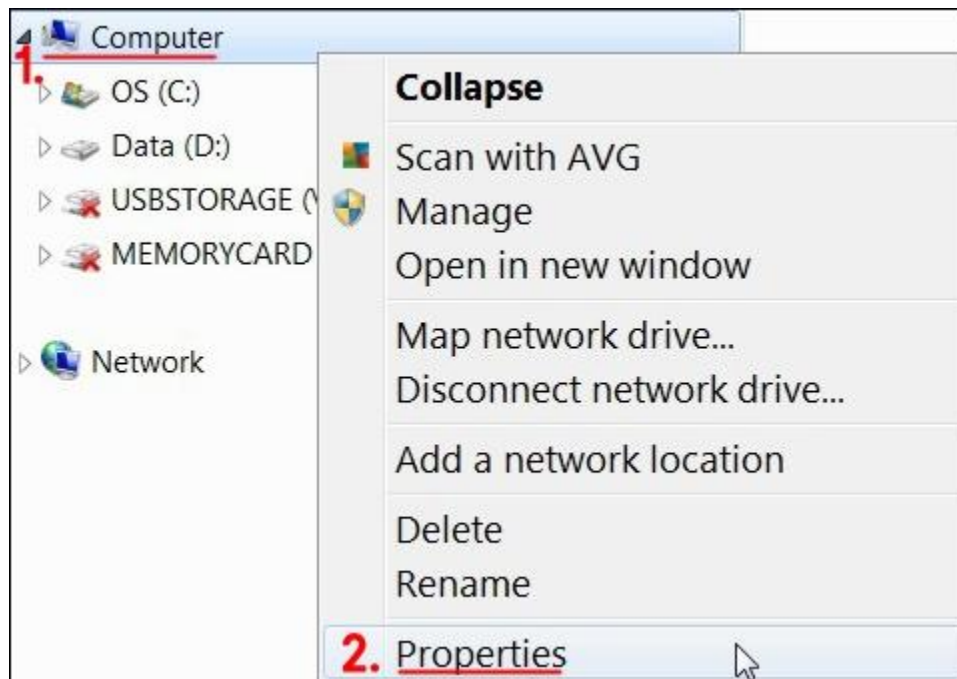 Computer
1.
OS (C:)
Data (D:)
USBSTORAGE (
MEMORYCARD
Network
Collapse
Scan with AVG
Manage
Open in new window
Map network drive...
Disconnect network drive...
Add a network location
Delete
Rename
2. Properties